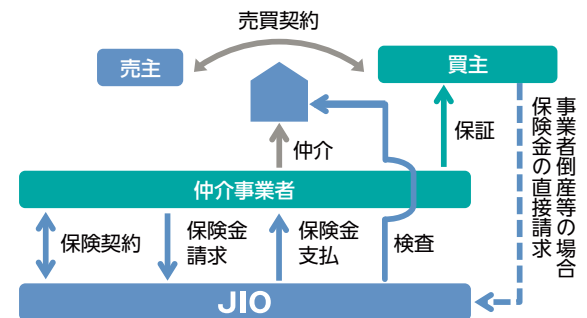 売買契約
売主
買主
仲介
保証
事業者倒産等の場合
保険金の直接請求
仲介事業者
保険契約
保険金
請求
保険金
支払
検査
JIO